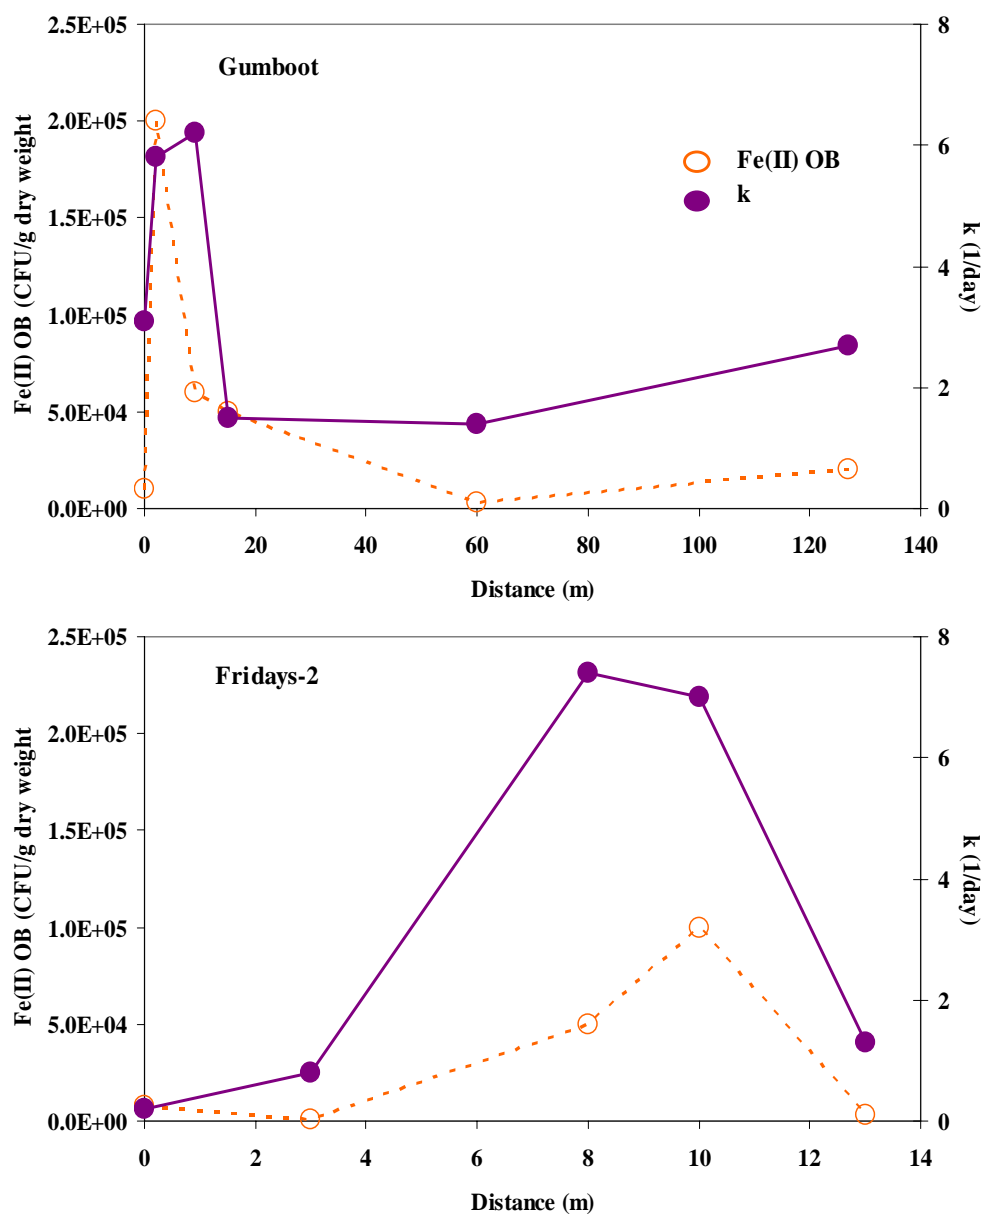 2.5E+05
2.0E+05
1.5E+05
1.0E+05
5.0E+04
0.0E+00
Fe(II) OB (CFU/g dry weight
Gumboot
Fe(II) OB
k
8
6
4
2
0
k (1/day)
0 20 40 60 80 100 120 140
Distance (m)
2.5E+05
2.0E+05
1.5E+05
1.0E+05
5.0E+04
0.0E+00
Fe(II) OB (CFU/g dry weight
Fridays-2
8
6
4
2
0
k (1/day)
0 2 4 6 8 10 12 14
Distance (m)